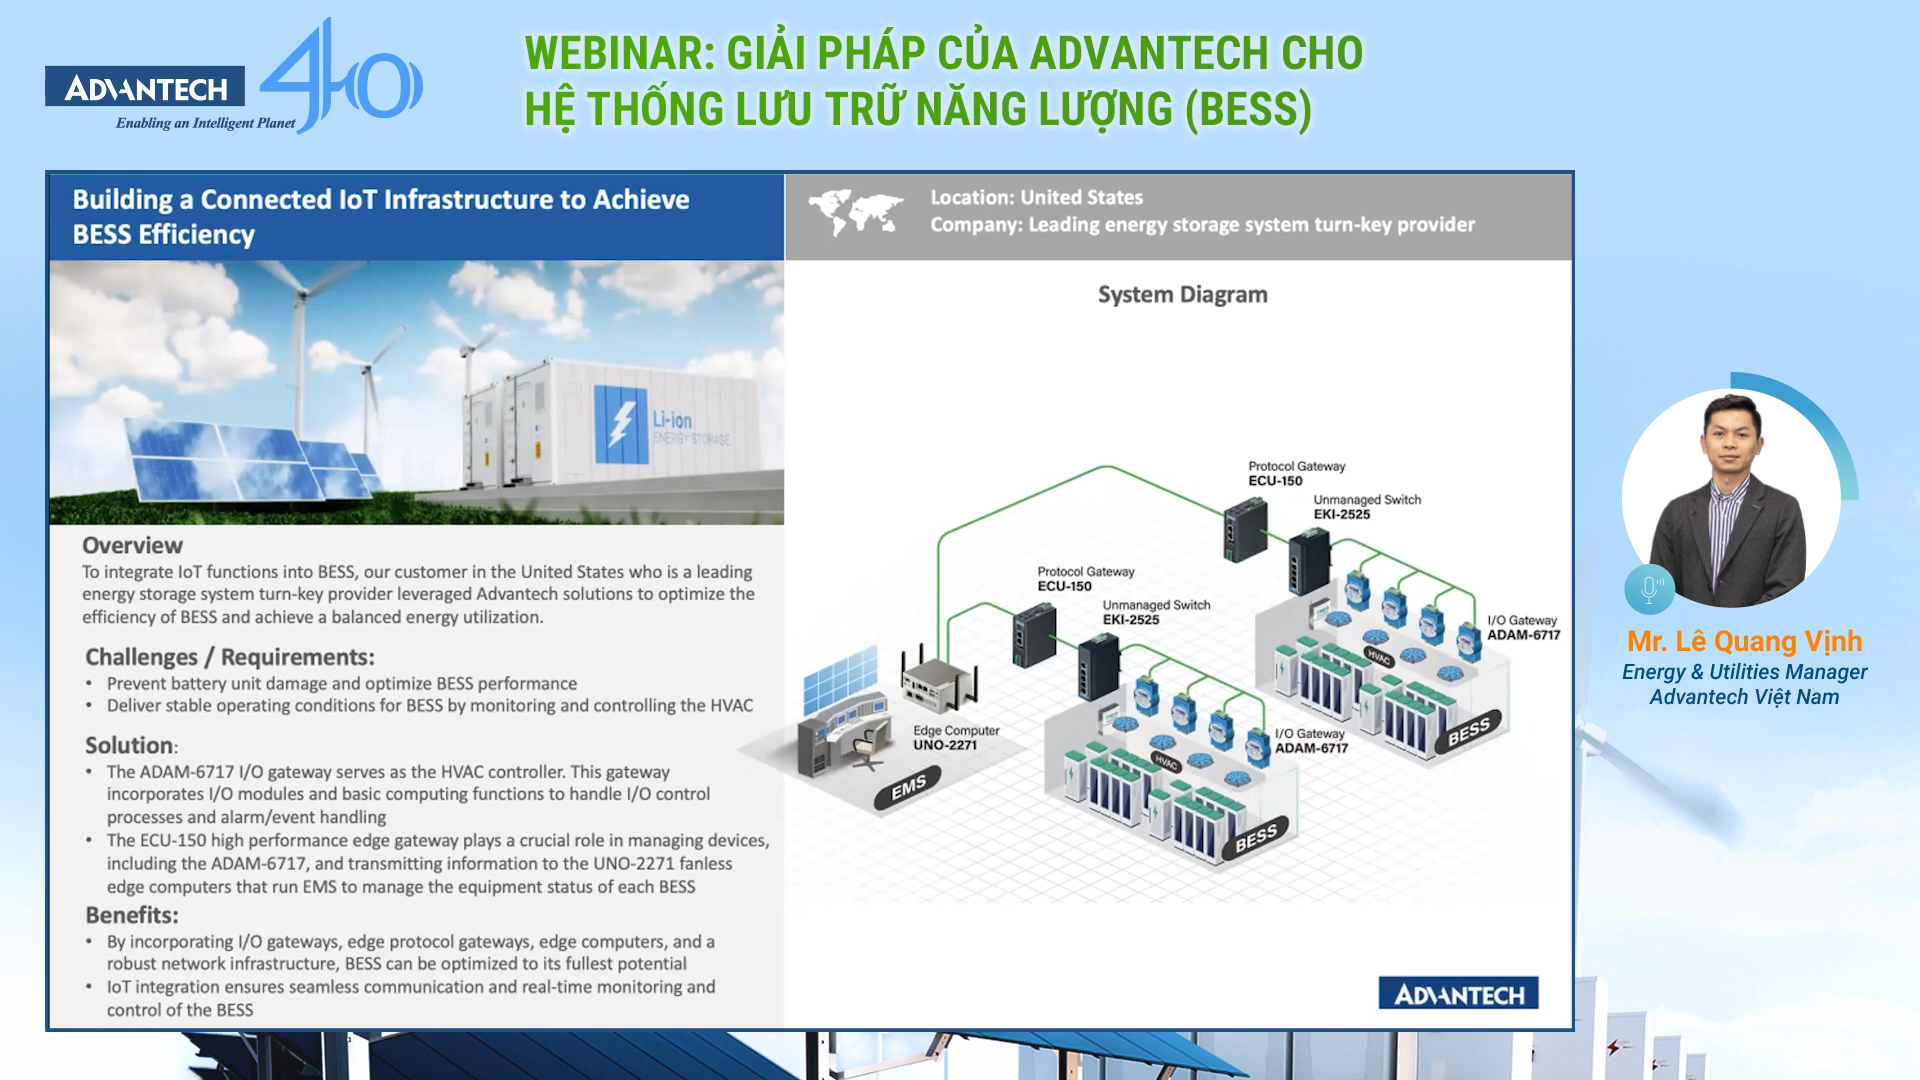 ADVANTECH
Enabling an Intelligent Planet
40
WEBINAR: GIẢI PHÁP CỦA ADVANTECH CHO
HỆ THỐNG LƯU TRỮ NĂNG LƯỢNG (BESS)
Building a Connected IoT Infrastructure to Achieve
BESS Efficiency
Location: United States
Company: Leading energy storage system turn-key provider
Li-ion
ENERGY STORAGE
Overview
To integrate IoT functions into BESS, our customer in the United States who is a leading
energy storage system turn-key provider leveraged Advantech solutions to optimize the
efficiency of BESS and achieve a balanced energy utilization.
Challenges / Requirements:
• Prevent battery unit damage and optimize BESS performance
• Deliver stable operating conditions for BESS by monitoring and controlling the HVAC
Solution:
• The ADAM-6717 I/O gateway serves as the HVAC controller. This gateway
incorporates I/O modules and basic computing functions to handle I/O control
processes and alarm/event handling
• The ECU-150 high performance edge gateway plays a crucial role in managing devices,
including the ADAM-6717, and transmitting information to the UNO-2271 fanless
edge computers that run EMS to manage the equipment status of each BESS
Benefits:
• By incorporating I/O gateways, edge protocol gateways, edge computers, and a
robust network infrastructure, BESS can be optimized to its fullest potential
• IoT integration ensures seamless communication and real-time monitoring and
control of the BESS
System Diagram
Protocol Gateway
ECU-150
Unmanaged Switch
EKI-2525
I/O Gateway
ADAM-6717
HVAC
BESS
Protocol Gateway
ECU-150
Unmanaged Switch
EKI-2525
I/O Gateway
ADAM-6717
HVAC
BESS
Edge Computer
UNO-2271
EMS
ADVANTECH
Mr. Lê Quang Vịnh
Energy & Utilities Manager
Advantech Việt Nam